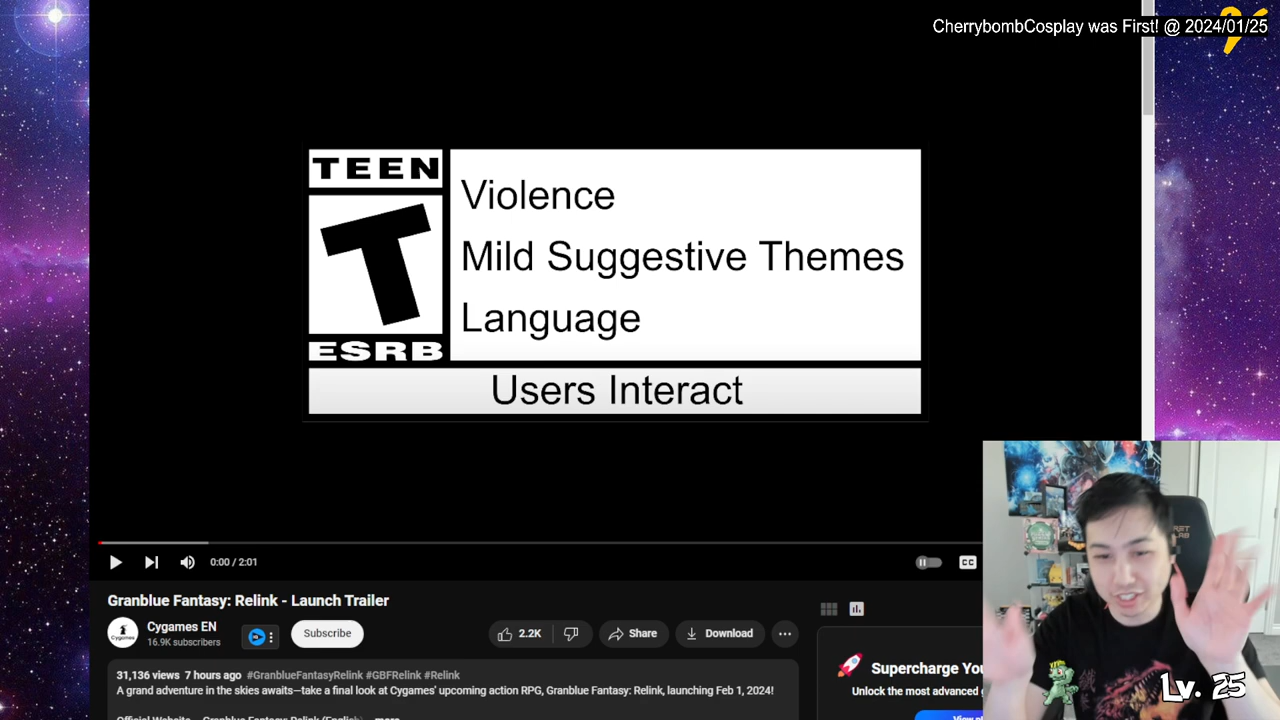 CherrybombCosplay was First! @ 2024/01/25
TEEN
T
ESRB
Violence
Mild Suggestive Themes
Language
Users Interact
0:00 / 2:01
CC
Granblue Fantasy: Relink - Launch Trailer
Cygames EN
16.9K subscribers
Subscribe
2.2K
Share
Download
31,136 views 7 hours ago #GranblueFantasyRelink #GBFRelink #Relink
A grand adventure in the skies awaits—take a final look at Cygames' upcoming action RPG, Granblue Fantasy: Relink, launching Feb 1, 2024!
Supercharge You
Unlock the most advanced g
Lv. 25